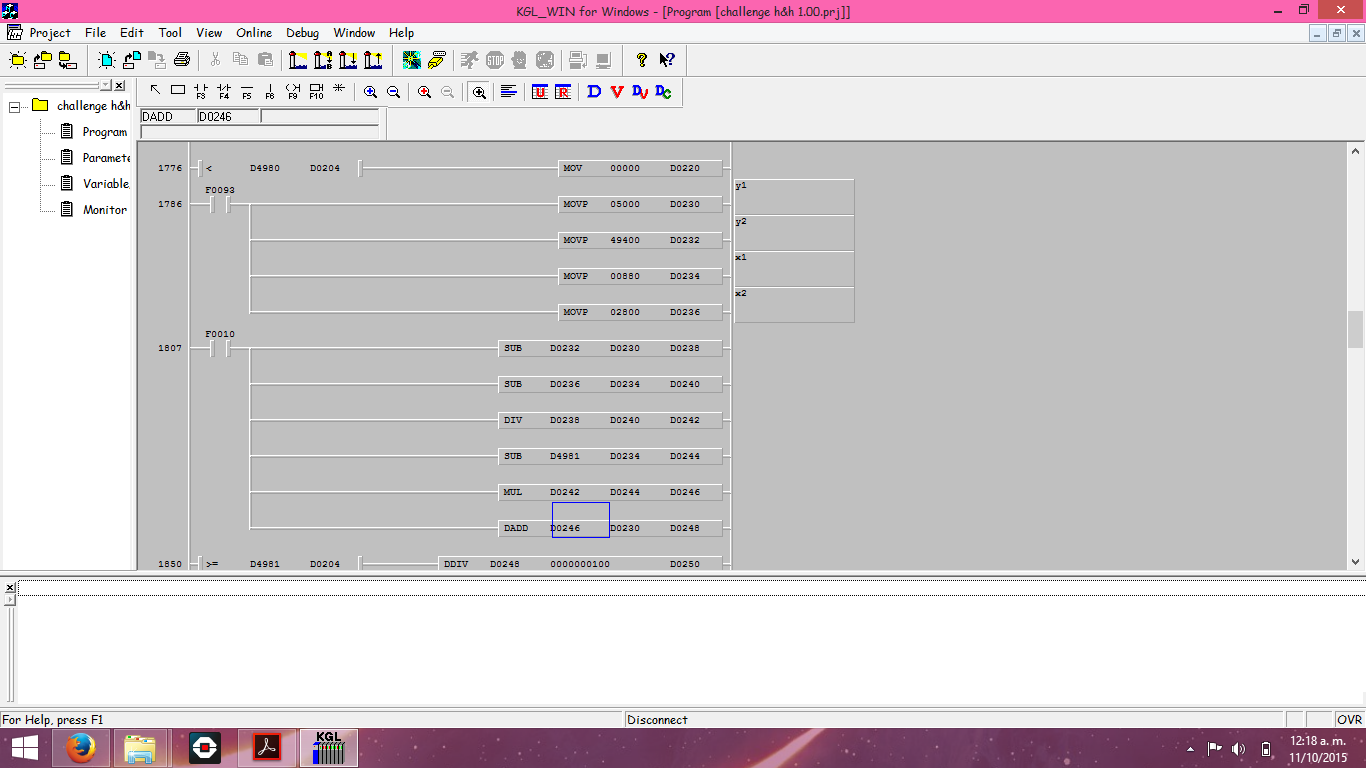 KGL_WIN for Windows - [Program [challenge h&h 1.00.prj]]
Project File Edit Tool View Online Debug Window Help
STOP
F3 F4 F5 F6 F9 F10 U R D V DV DC
challenge h&h
Program
Paramete
Variable,
Monitor
DADD D0246
1776 < D4980 D0204 MOV 00000 D0220
F0093
y1
1786 MOVP 05000 D0230
y2
MOVP 49400 D0232
x1
MOVP 00880 D0234
x2
MOVP 02800 D0236
F0010
1807 SUB D0232 D0230 D0238
SUB D0236 D0234 D0240
DIV D0238 D0240 D0242
SUB D4981 D0234 D0244
MUL D0242 D0244 D0246
DADD D0246 D0230 D0248
1850 >= D4981 D0204 DDIV D0248 0000000100 D0250
For Help, press F1 Disconnect OVR
KGL
12:18 a. m.
11/10/2015